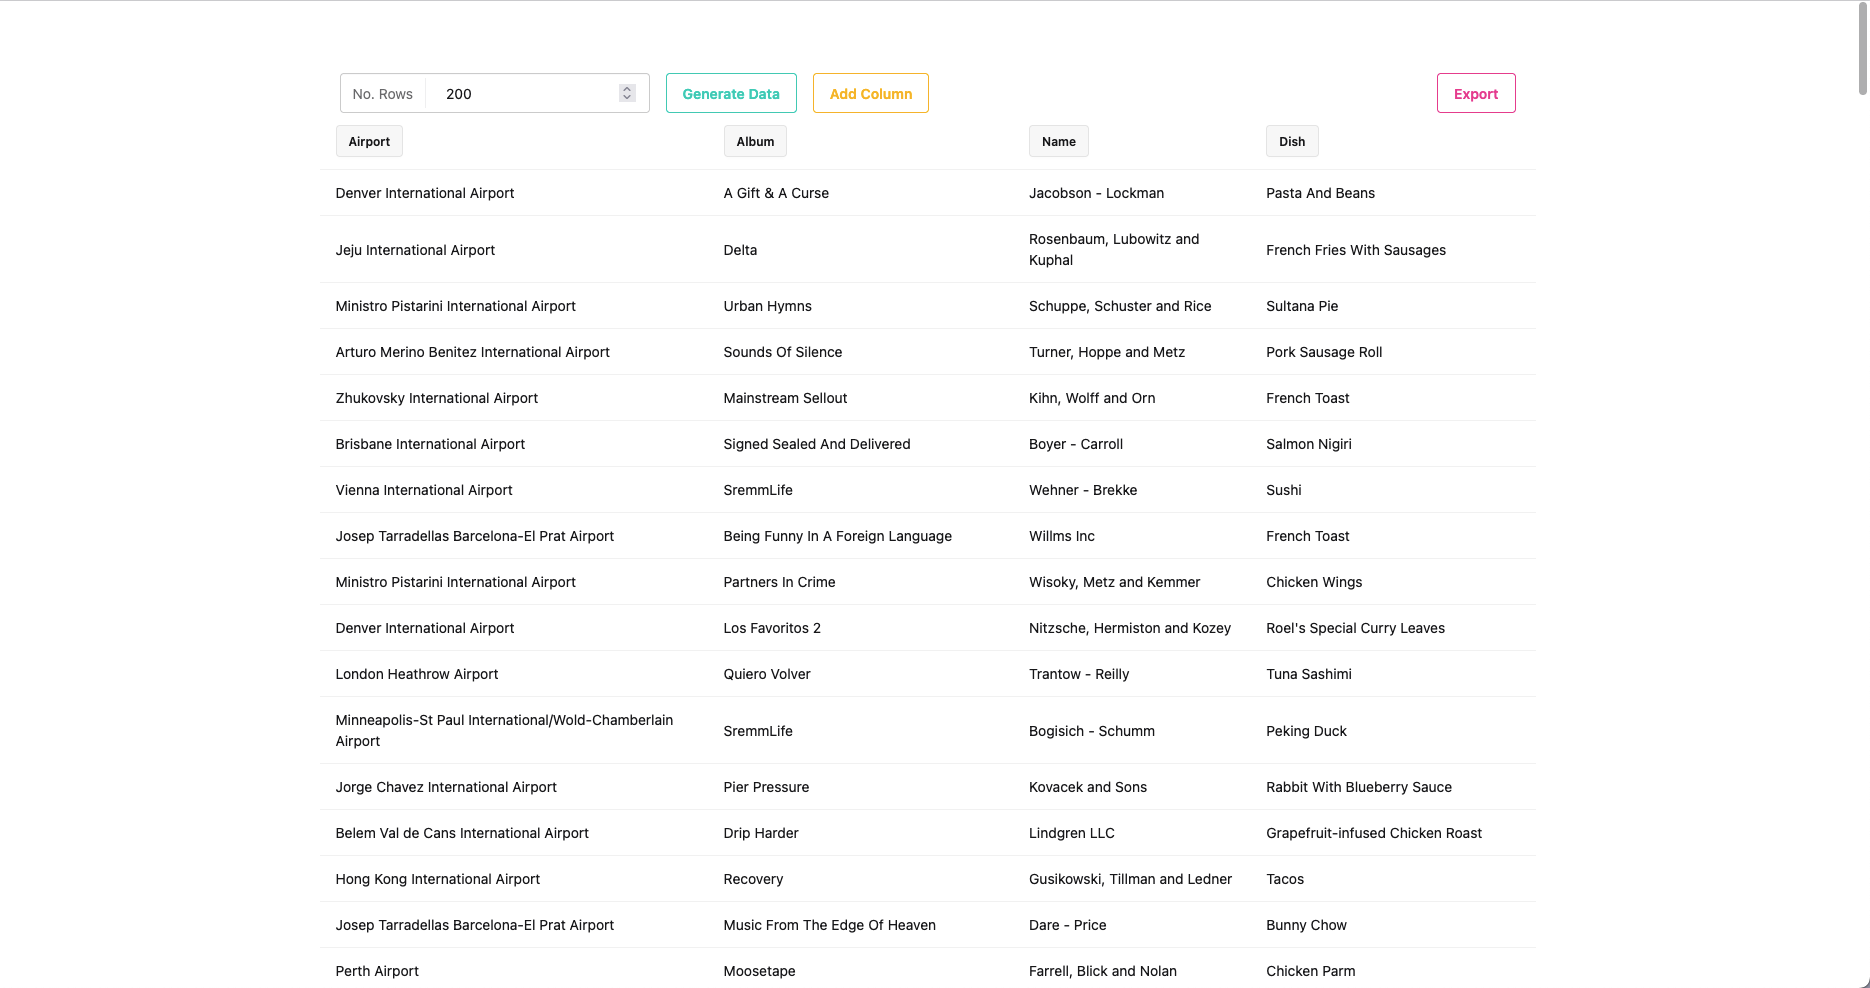 No. Rows 200 Generate Data Add Column Export
Airport Album Name Dish
Denver International Airport A Gift & A Curse Jacobson - Lockman Pasta And Beans
Jeju International Airport Delta Rosenbaum, Lubowitz and Kuphal French Fries With Sausages
Ministro Pistarini International Airport Urban Hymns Schuppe, Schuster and Rice Sultana Pie
Arturo Merino Benitez International Airport Sounds Of Silence Turner, Hoppe and Metz Pork Sausage Roll
Zhukovsky International Airport Mainstream Sellout Kihn, Wolff and Orn French Toast
Brisbane International Airport Signed Sealed And Delivered Boyer - Carroll Salmon Nigiri
Vienna International Airport SremmLife Wehner - Brekke Sushi
Josep Tarradellas Barcelona-El Prat Airport Being Funny In A Foreign Language Willms Inc French Toast
Ministro Pistarini International Airport Partners In Crime Wisoky, Metz and Kemmer Chicken Wings
Denver International Airport Los Favoritos 2 Nitzsche, Hermiston and Kozey Roel's Special Curry Leaves
London Heathrow Airport Quiero Volver Trantow - Reilly Tuna Sashimi
Minneapolis-St Paul International/Wold-Chamberlain Airport SremmLife Bogisich - Schumm Peking Duck
Jorge Chavez International Airport Pier Pressure Kovacek and Sons Rabbit With Blueberry Sauce
Belem Val de Cans International Airport Drip Harder Lindgren LLC Grapefruit-infused Chicken Roast
Hong Kong International Airport Recovery Gusikowski, Tillman and Ledner Tacos
Josep Tarradellas Barcelona-El Prat Airport Music From The Edge Of Heaven Dare - Price Bunny Chow
Perth Airport Moosetape Farrell, Blick and Nolan Chicken Parm